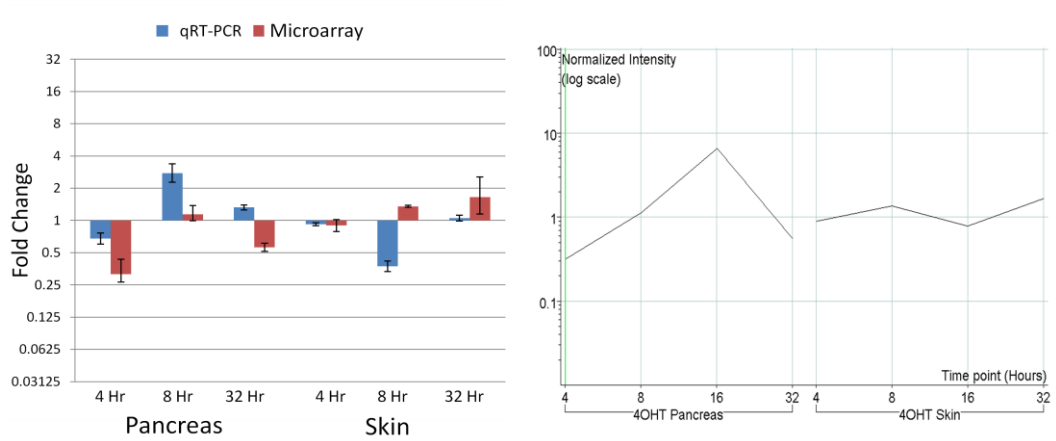 qRT-PCR Microarray
Fold Change
32
16
8
4
2
1
0.5
0.25
0.125
0.0625
0.03125
4 Hr 8 Hr 32 Hr 4 Hr 8 Hr 32 Hr
Pancreas Skin
Normalized Intensity
(log scale)
100
10
1
0.1
Time point (Hours)
4 8 16 32 4 8 16 32
4OHT Pancreas 4OHT Skin